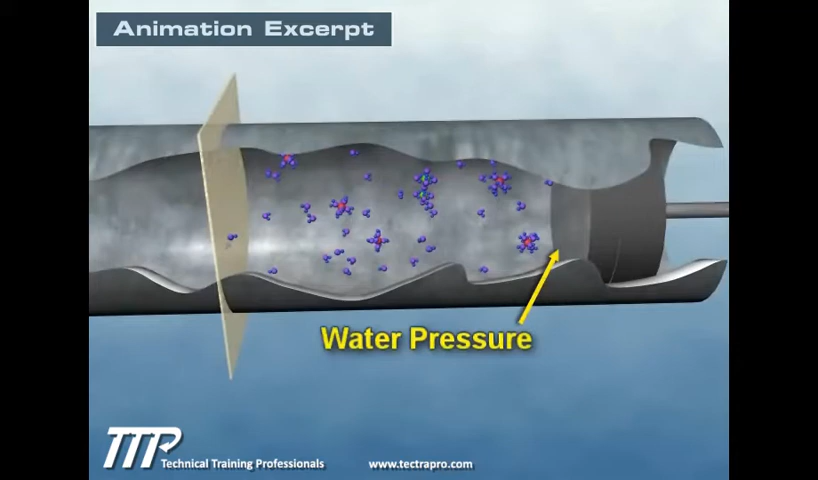 Animation Excerpt
Water Pressure
TTP Technical Training Professionals www.tectrapro.com